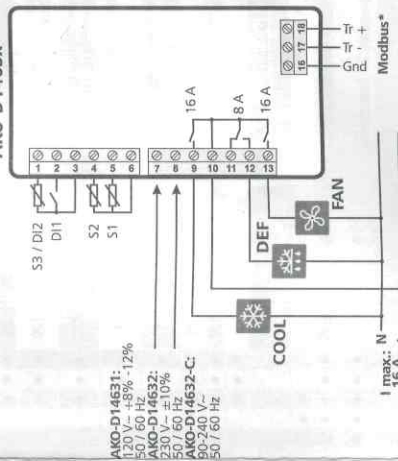 18 Tr +
17 Tr -
16 Gnd
Modbus*
16 A
8 A
16 A
1 2 3 4 5 6
7 8 9 10 11 12 13
S3 / DI2
DI1
S2
S1
FAN
DEF
COOL
AKO-D14631:
120 V~ +8% -12%
50 / 60 Hz
AKO-D14632:
230 V~ ±10%
50 / 60 Hz
AKO-D14632-C:
90-240 V~
50 / 60 Hz
I max.: N
16 A